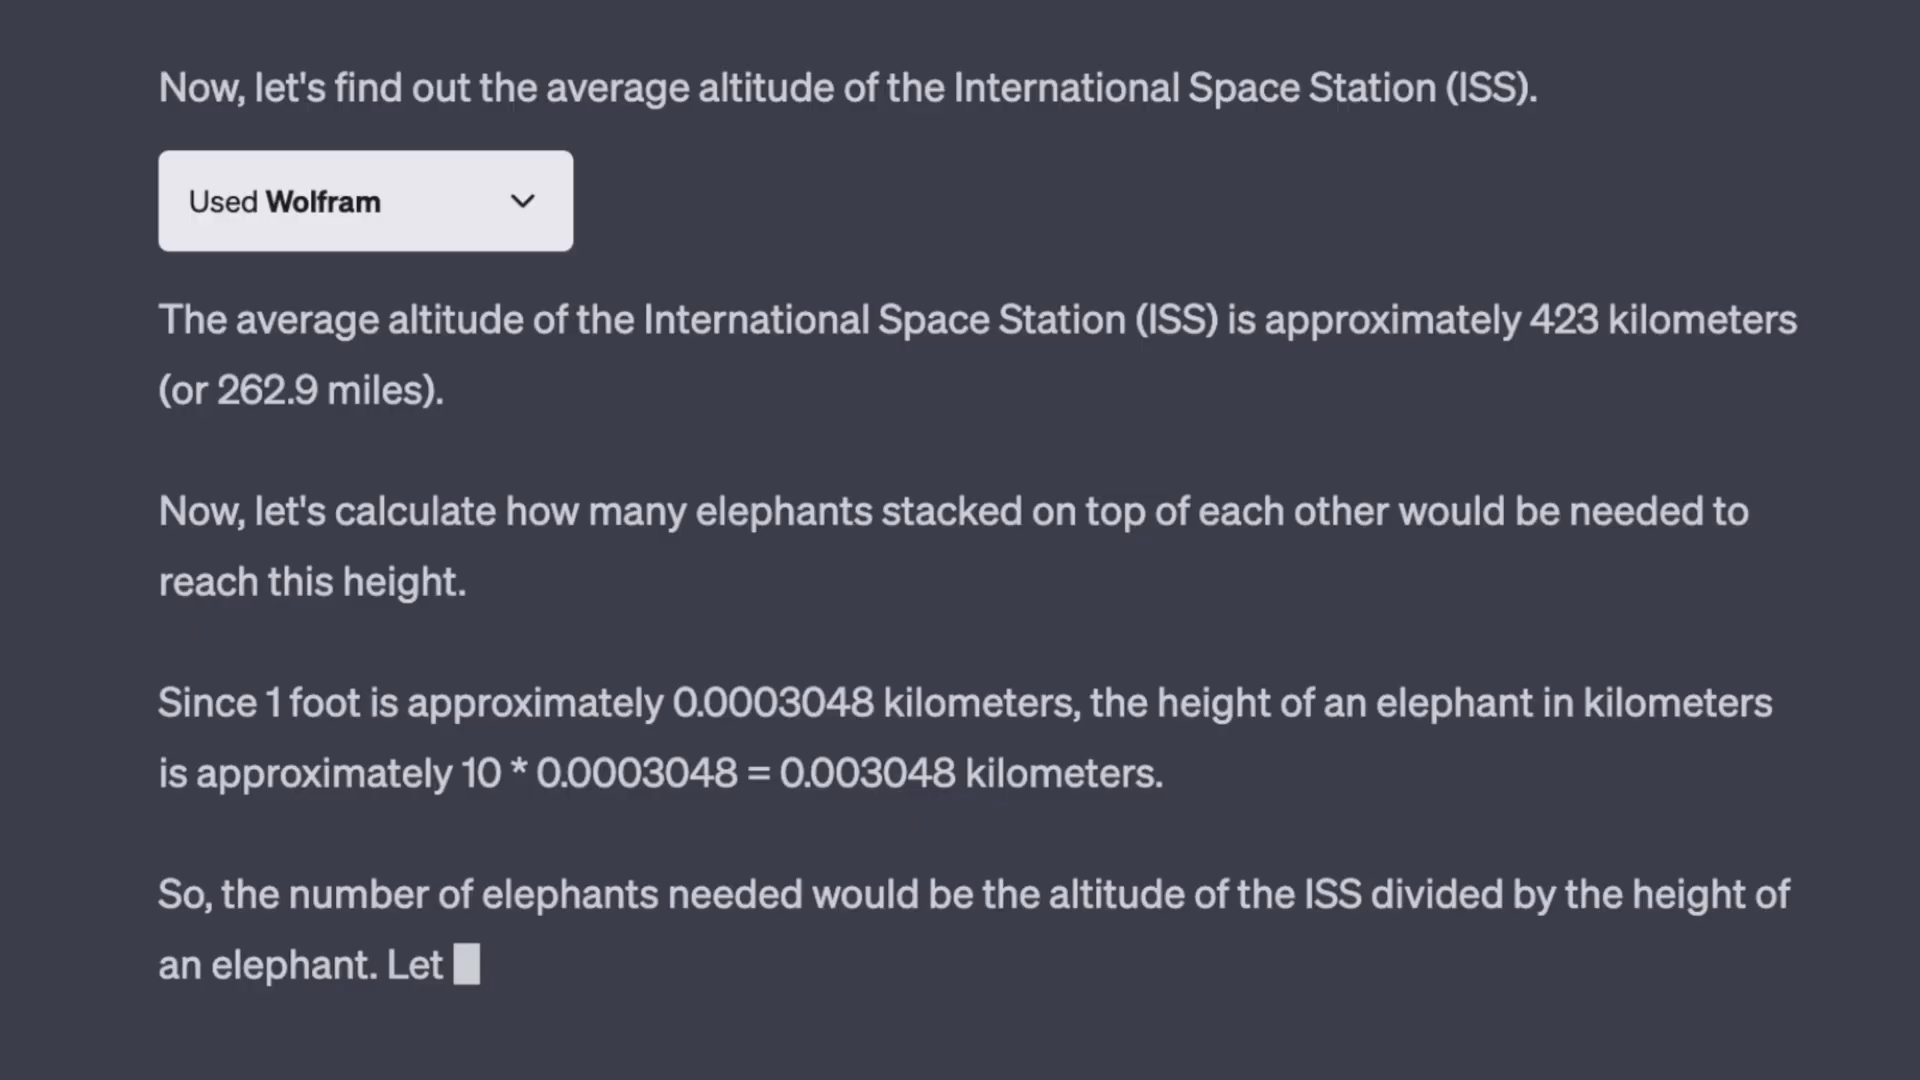 Now, let's find out the average altitude of the International Space Station (ISS).
Used Wolfram
The average altitude of the International Space Station (ISS) is approximately 423 kilometers
(or 262.9 miles).
Now, let's calculate how many elephants stacked on top of each other would be needed to
reach this height.
Since 1 foot is approximately 0.0003048 kilometers, the height of an elephant in kilometers
is approximately 10 * 0.0003048 = 0.003048 kilometers.
So, the number of elephants needed would be the altitude of the ISS divided by the height of
an elephant. Let